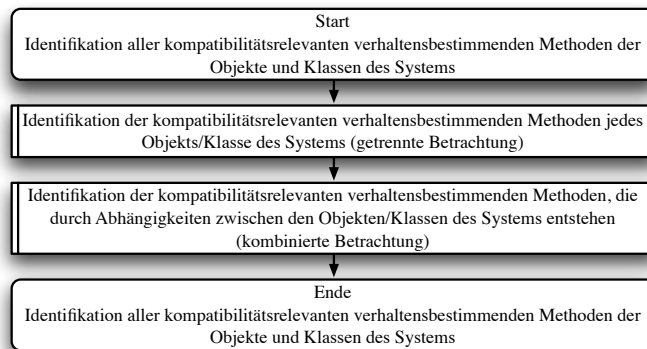 Start
Identifikation aller kompatibilitätsrelevanten verhaltensbestimmenden Methoden der
Objekte und Klassen des Systems
Identifikation der kompatibilitätsrelevanten verhaltensbestimmenden Methoden jedes
Objekts/Klasse des Systems (getrennte Betrachtung)
Identifikation der kompatibilitätsrelevanten verhaltensbestimmenden Methoden, die
durch Abhängigkeiten zwischen den Objekten/Klassen des Systems entstehen
(kombinierte Betrachtung)
Ende
Identifikation aller kompatibilitätsrelevanten verhaltensbestimmenden Methoden der
Objekte und Klassen des Systems